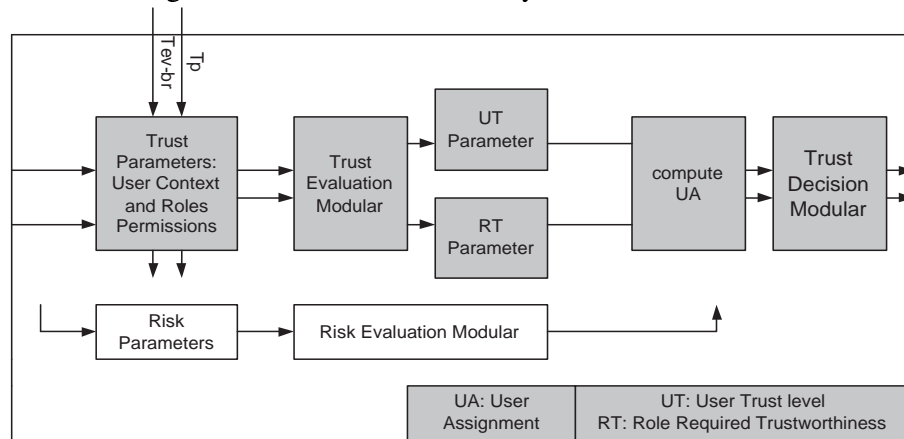 Tev-br
Tp
Trust
Parameters:
User Context
and Roles
Permissions
Trust
Evaluation
Modular
UT
Parameter
RT
Parameter
compute
UA
Trust
Decision
Modular
Risk
Parameters
Risk Evaluation Modular
UA: User
Assignment
UT: User Trust level
RT: Role Required Trustworthiness